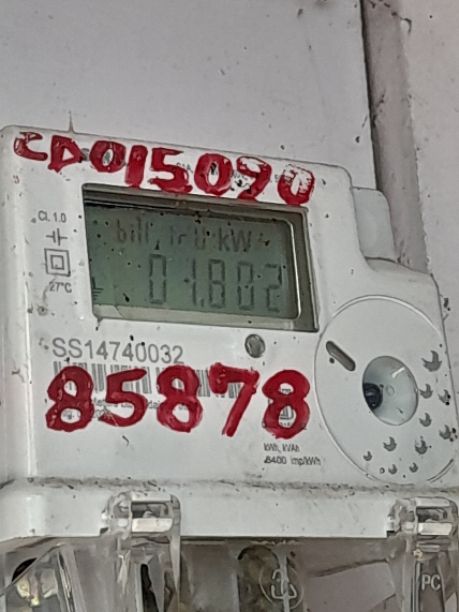 CD015090
Cl. 1.0
27°C
kW
01.802
SS14740032
85878
kWh, kVAh
6400 imp/kWh
PC